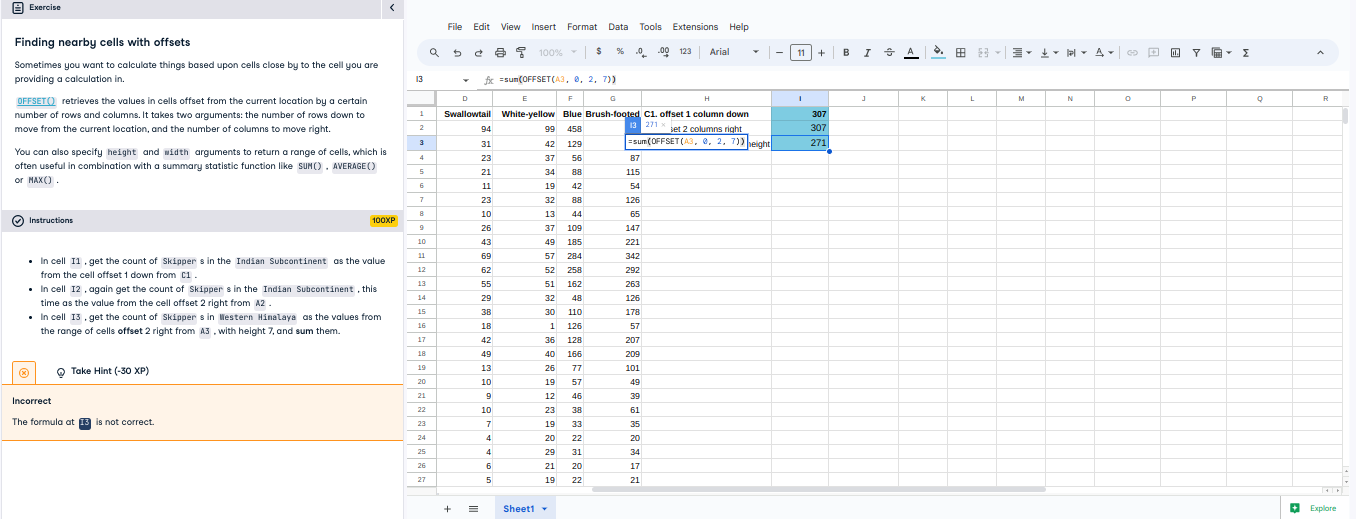 Exercise
Finding nearby cells with offsets
Sometimes you want to calculate things based upon cells close by to the cell you are
providing a calculation in.
OFFSET() retrieves the values in cells offset from the current location by a certain
number of rows and columns. It takes two arguments: the number of rows down to
move from the current location, and the number of columns to move right.
You can also specify height and width arguments to return a range of cells, which is
often useful in combination with a summary statistic function like SUM() , AVERAGE()
or MAX() .
Instructions
100XP
In cell I1 , get the count of Skipper s in the Indian Subcontinent as the value
from the cell offset 1 down from C1 .
In cell I2 , again get the count of Skipper s in the Indian Subcontinent , this
time as the value from the cell offset 2 right from A2 .
In cell I3 , get the count of Skipper s in Western Himalaya as the values from
the range of cells offset 2 right from A3 , with height 7, and sum them.
Take Hint (-30 XP)
Incorrect
The formula at I3 is not correct.
File Edit View Insert Format Data Tools Extensions Help
100% $ % .0 .00 123 Arial − 11 + B I S A Σ
I3 fx =sum(OFFSET(A3, 0, 2, 7))
D E F G H I J K L M N O P Q R
1 Swallowtail White-yellow Blue Brush-footed C1. offset 1 column down 307
2 94 99 458 I3 271 × set 2 columns right 307
3 31 42 129 =sum(OFFSET(A3, 0, 2, 7)) height 271
4 23 37 56 87
5 21 34 88 115
6 11 19 42 54
7 23 32 88 126
8 10 13 44 65
9 26 37 109 147
10 43 49 185 221
11 69 57 284 342
12 62 52 258 292
13 55 51 162 263
14 29 32 48 126
15 38 30 110 178
16 18 1 126 57
17 42 36 128 207
18 49 40 166 209
19 13 26 77 101
20 10 19 57 49
21 9 12 46 39
22 10 23 38 61
23 7 19 33 35
24 4 20 22 20
25 4 29 31 34
26 6 21 20 17
27 5 19 22 21
+ Sheet1 Explore